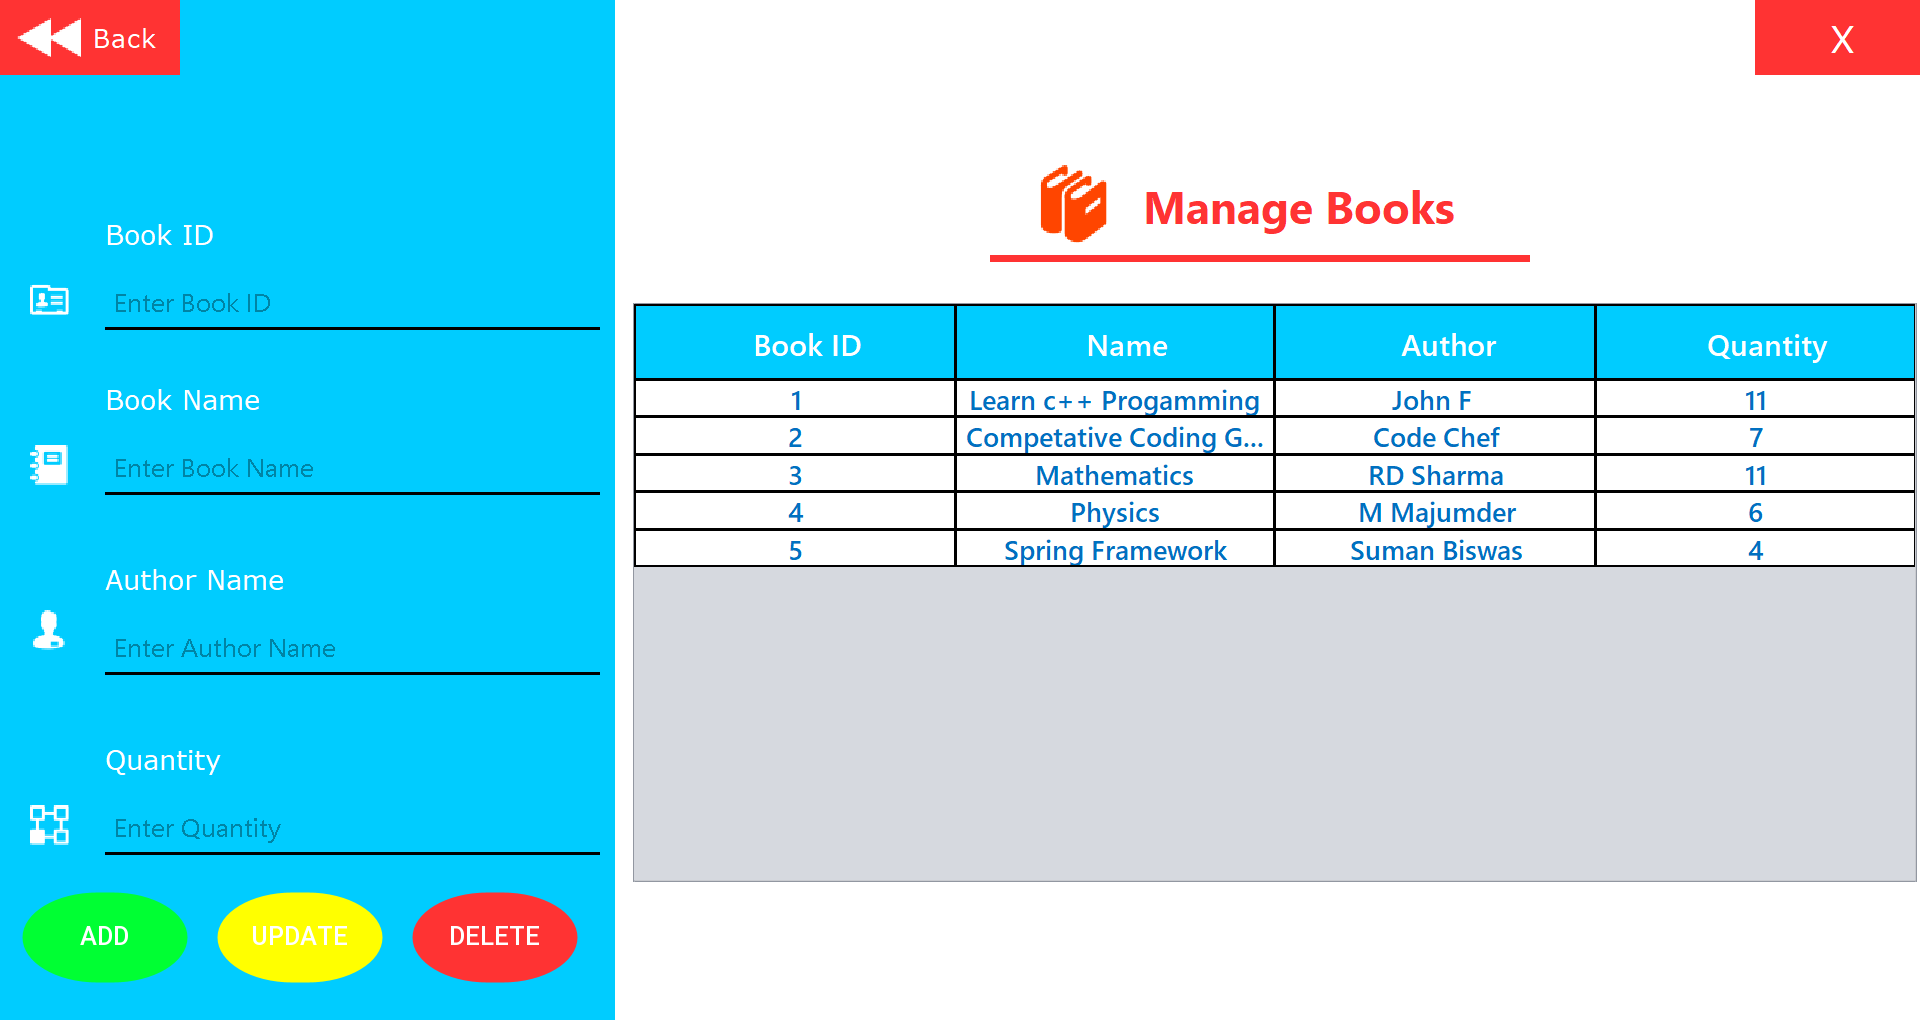 Back
X
Book ID
Enter Book ID
Book Name
Enter Book Name
Author Name
Enter Author Name
Quantity
Enter Quantity
ADD UPDATE DELETE
Manage Books
Book ID Name Author Quantity
1 Learn c++ Progamming John F 11
2 Competative Coding G... Code Chef 7
3 Mathematics RD Sharma 11
4 Physics M Majumder 6
5 Spring Framework Suman Biswas 4